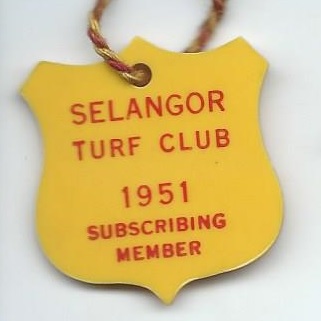 SELANGOR
TURF CLUB
1951
SUBSCRIBING
MEMBER